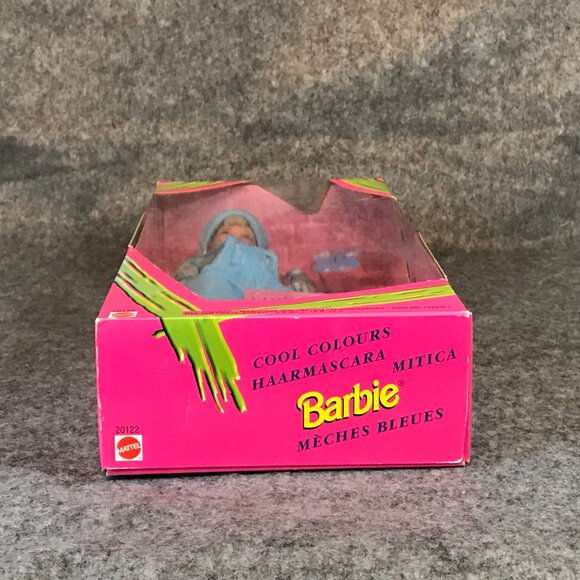 COOL COLOURS
HAARMASCARA MITICA
Barbie®
MÈCHES BLEUES
20122
MATTEL